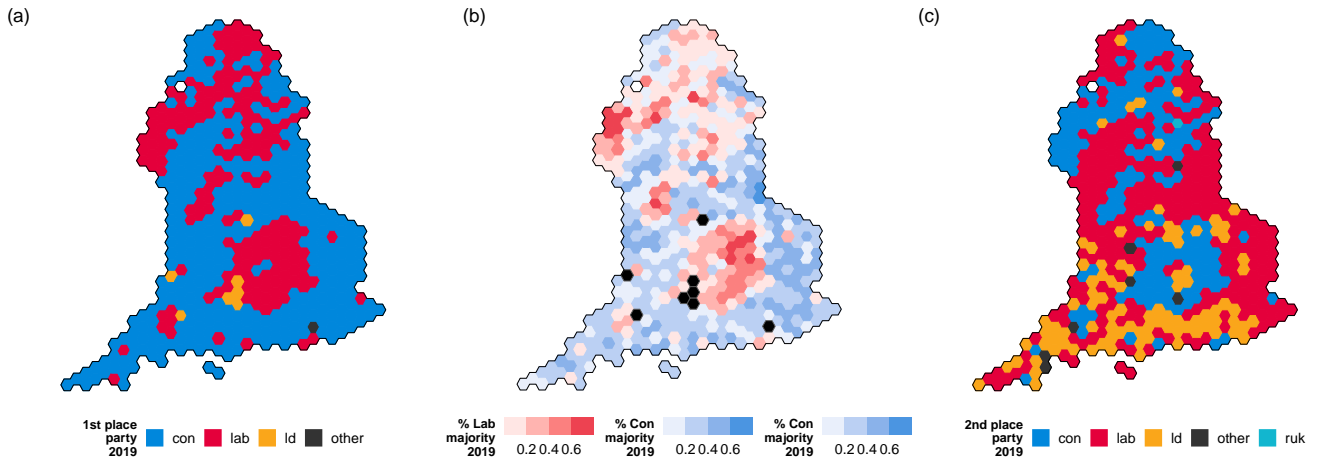 (a)
(b)
(c)
1st place
party
2019
con
lab
ld
other
% Lab
majority
2019
0.2 0.4 0.6
% Con
majority
2019
0.2 0.4 0.6
% Con
majority
2019
0.2 0.4 0.6
2nd place
party
2019
con
lab
ld
other
ruk